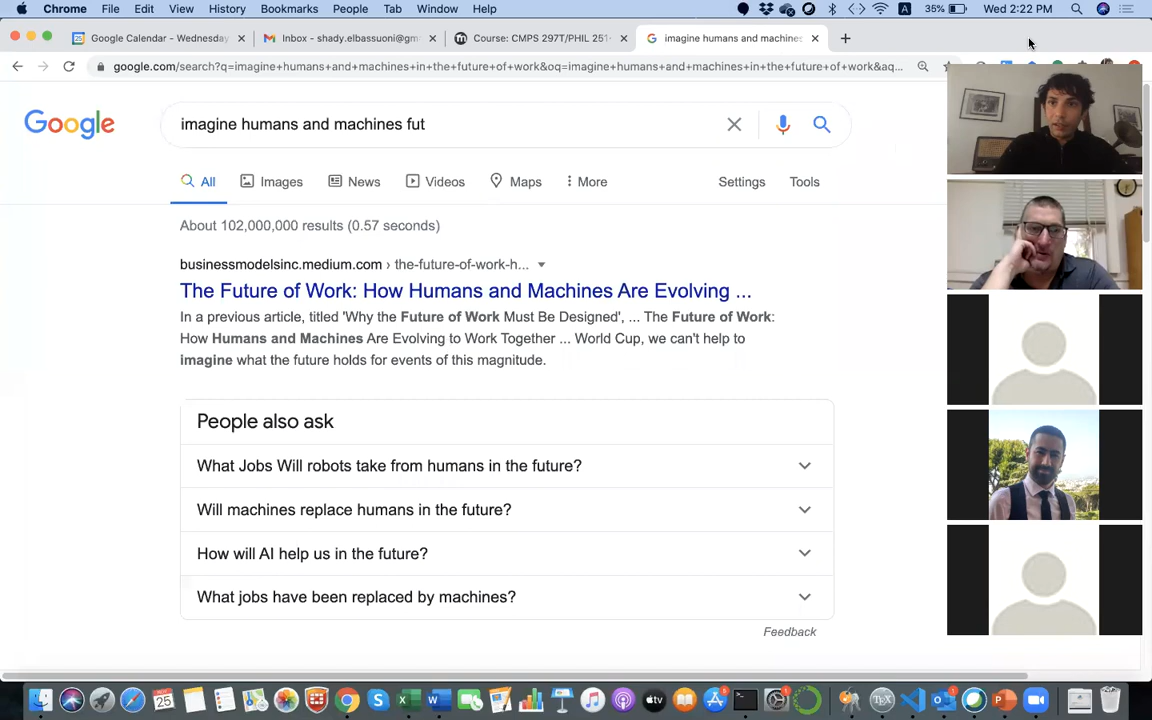 Chrome File Edit View History Bookmarks People Tab Window Help
A 35% Wed 2:22 PM
Google Calendar - Wednesday
Inbox - shady.elbassuoni@gm
Course: CMPS 297T/PHIL 251-
imagine humans and machines
google.com/search?q=imagine+humans+and+machines+in+the+future+of+work&oq=imagine+humans+and+machines+in+the+future+of+work&aq...
Google
imagine humans and machines fut
All Images News Videos Maps More Settings Tools
About 102,000,000 results (0.57 seconds)
businessmodelsinc.medium.com › the-future-of-work-h...
The Future of Work: How Humans and Machines Are Evolving ...
In a previous article, titled 'Why the Future of Work Must Be Designed', ... The Future of Work:
How Humans and Machines Are Evolving to Work Together ... World Cup, we can't help to
imagine what the future holds for events of this magnitude.
People also ask
What Jobs Will robots take from humans in the future?
Will machines replace humans in the future?
How will AI help us in the future?
What jobs have been replaced by machines?
Feedback